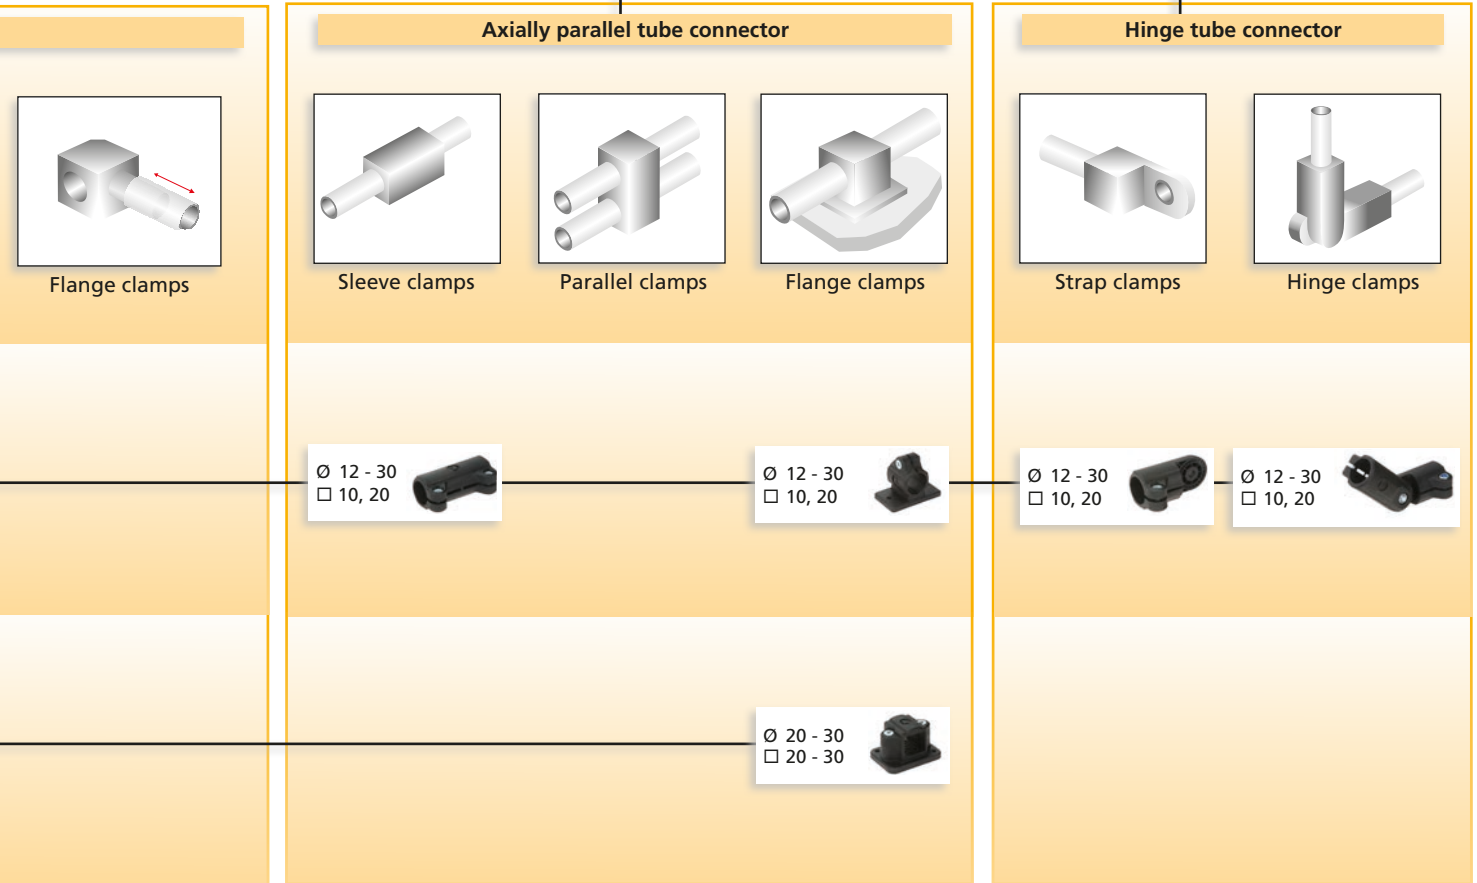 Axially parallel tube connector
Hinge tube connector
Flange clamps
Sleeve clamps
Parallel clamps
Flange clamps
Strap clamps
Hinge clamps
Ø 12 - 30
□ 10, 20
Ø 12 - 30
□ 10, 20
Ø 12 - 30
□ 10, 20
Ø 12 - 30
□ 10, 20
Ø 20 - 30
□ 20 - 30